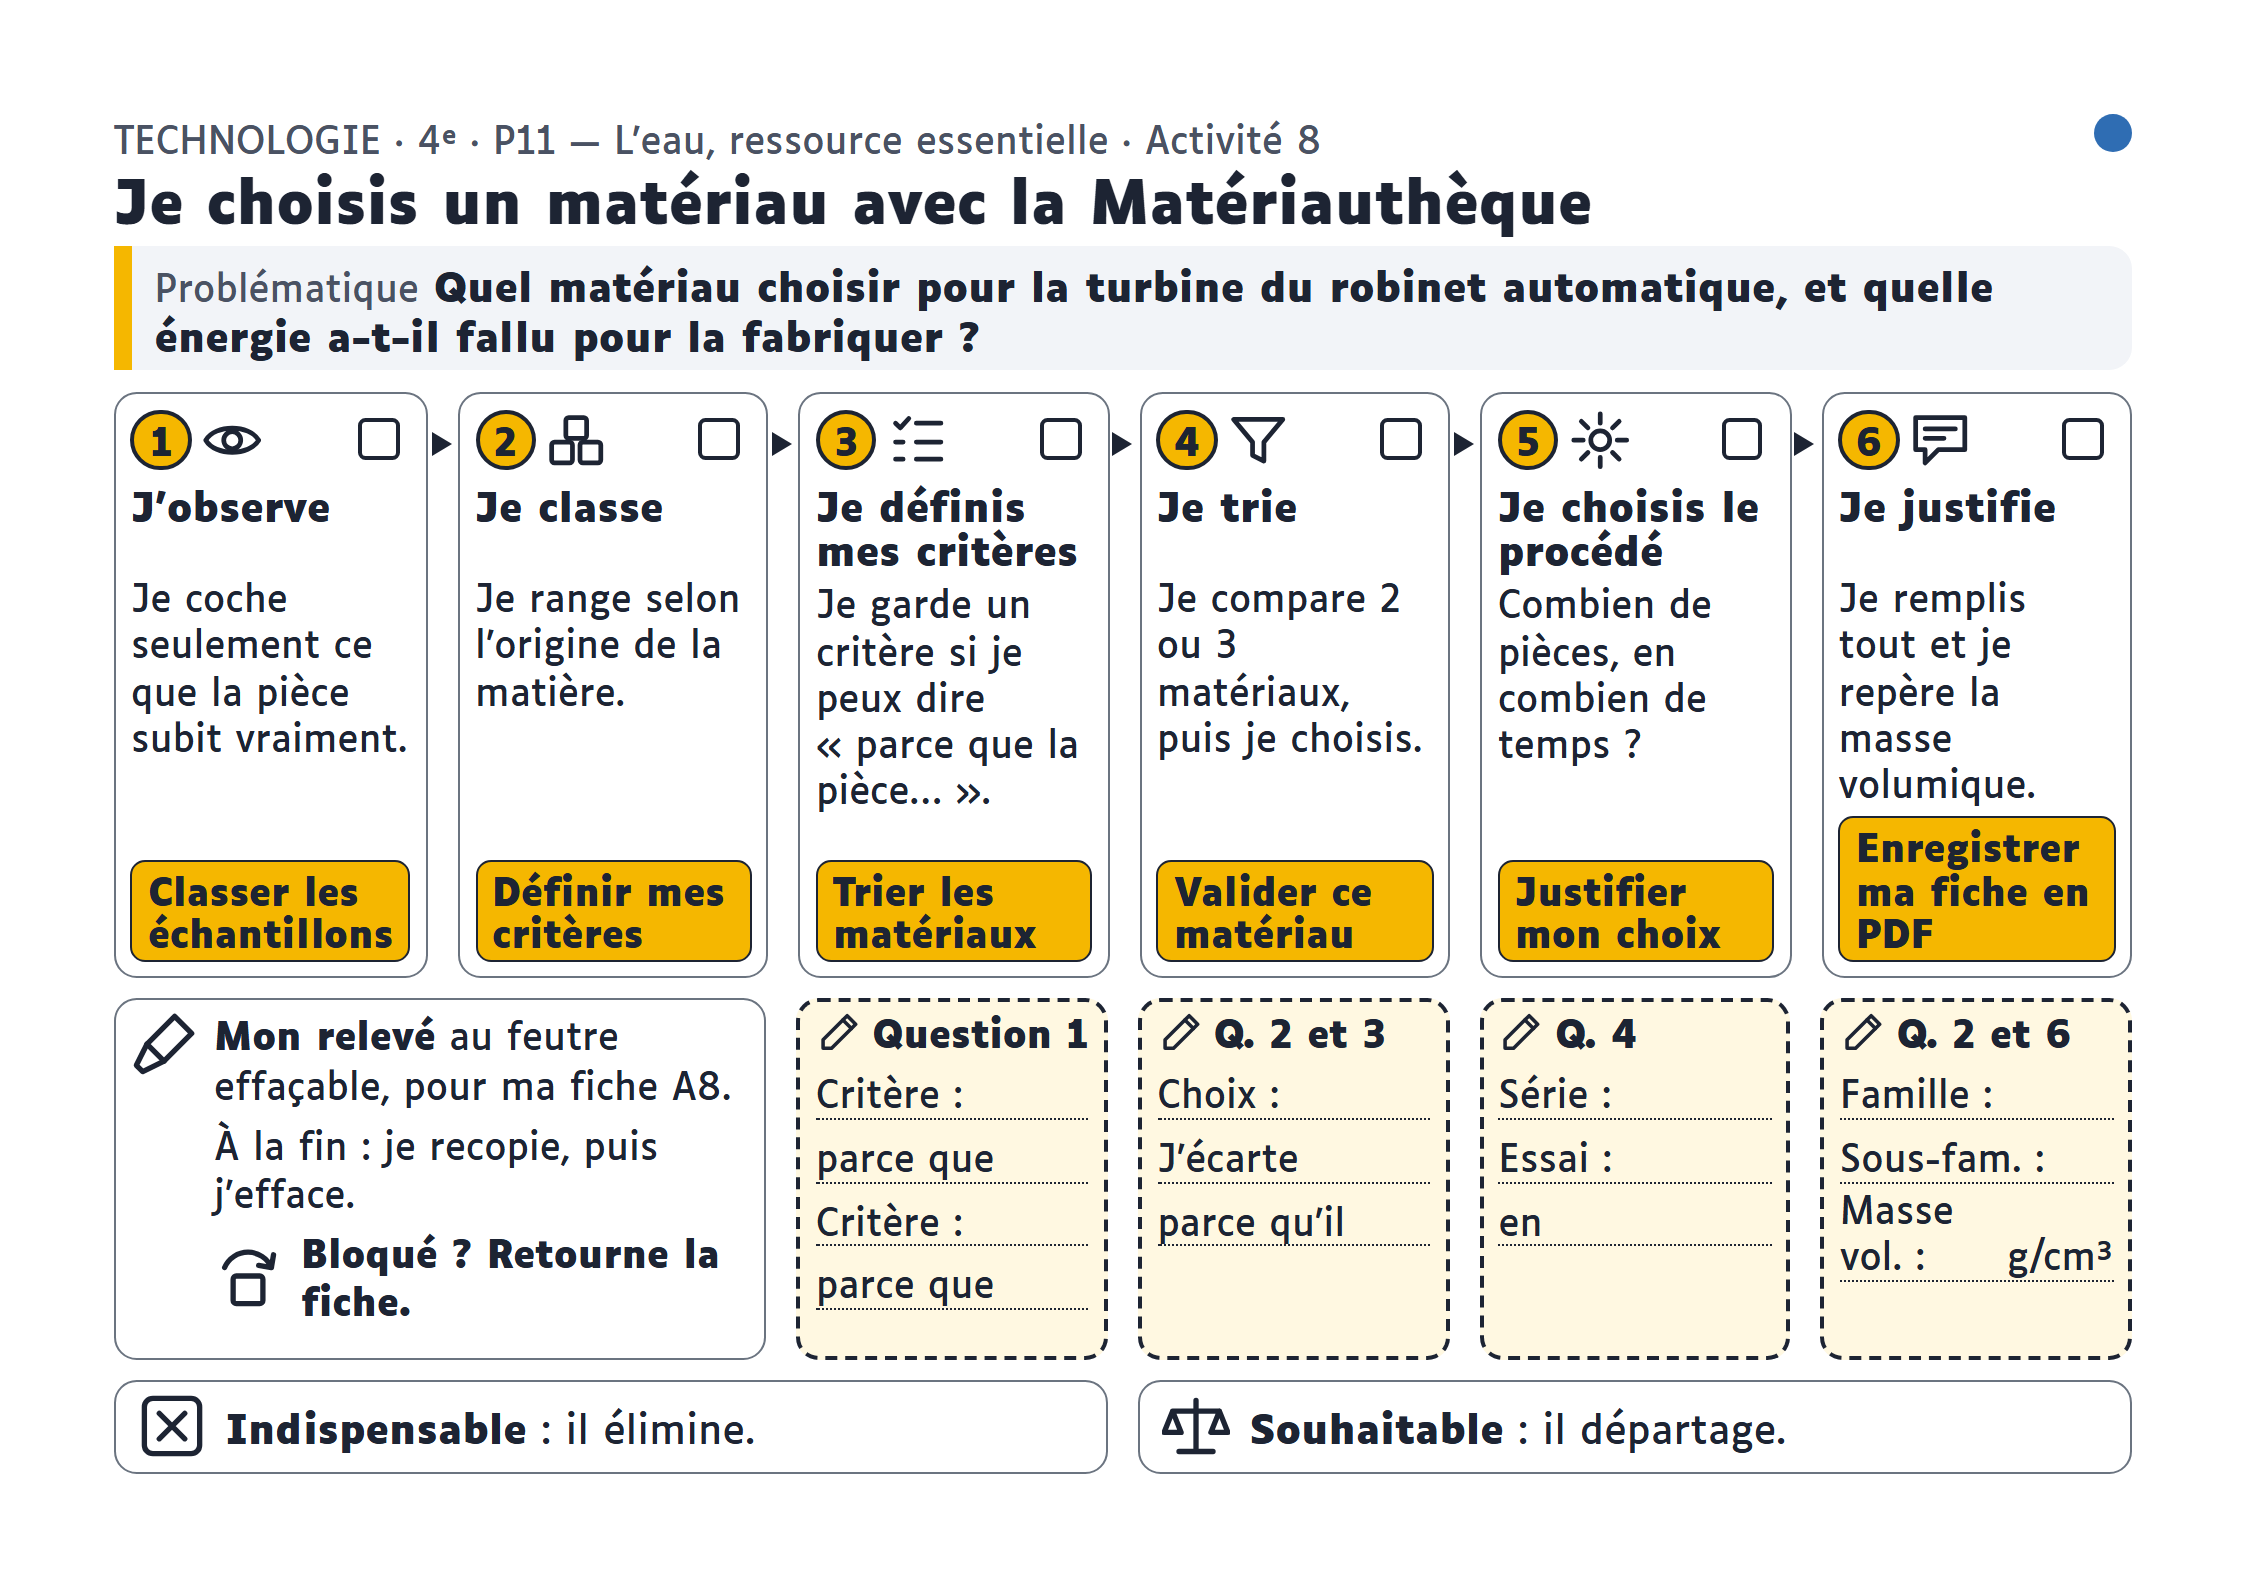 TECHNOLOGIE · 4e · P11 — L’eau, ressource essentielle · Activité 8
Je choisis un matériau avec la Matériauthèque
Problématique Quel matériau choisir pour la turbine du robinet automatique, et quelle
énergie a-t-il fallu pour la fabriquer ?
1
J’observe
Je coche
seulement ce
que la pièce
subit vraiment.
Classer les
échantillons
2
Je classe
Je range selon
l’origine de la
matière.
Définir mes
critères
3
Je définis
mes critères
Je garde un
critère si je
peux dire
« parce que la
pièce… ».
Trier les
matériaux
4
Je trie
Je compare 2
ou 3
matériaux,
puis je choisis.
Valider ce
matériau
5
Je choisis le
procédé
Combien de
pièces, en
combien de
temps ?
Justifier
mon choix
6
Je justifie
Je remplis
tout et je
repère la
masse
volumique.
Enregistrer
ma fiche en
PDF
Mon relevé au feutre
effaçable, pour ma fiche A8.
À la fin : je recopie, puis
j’efface.
Bloqué ? Retourne la
fiche.
Question 1
Critère :
parce que
Critère :
parce que
Q. 2 et 3
Choix :
J’écarte
parce qu’il
Q. 4
Série :
Essai :
en
Q. 2 et 6
Famille :
Sous-fam. :
Masse
vol. : g/cm³
Indispensable : il élimine.
Souhaitable : il départage.